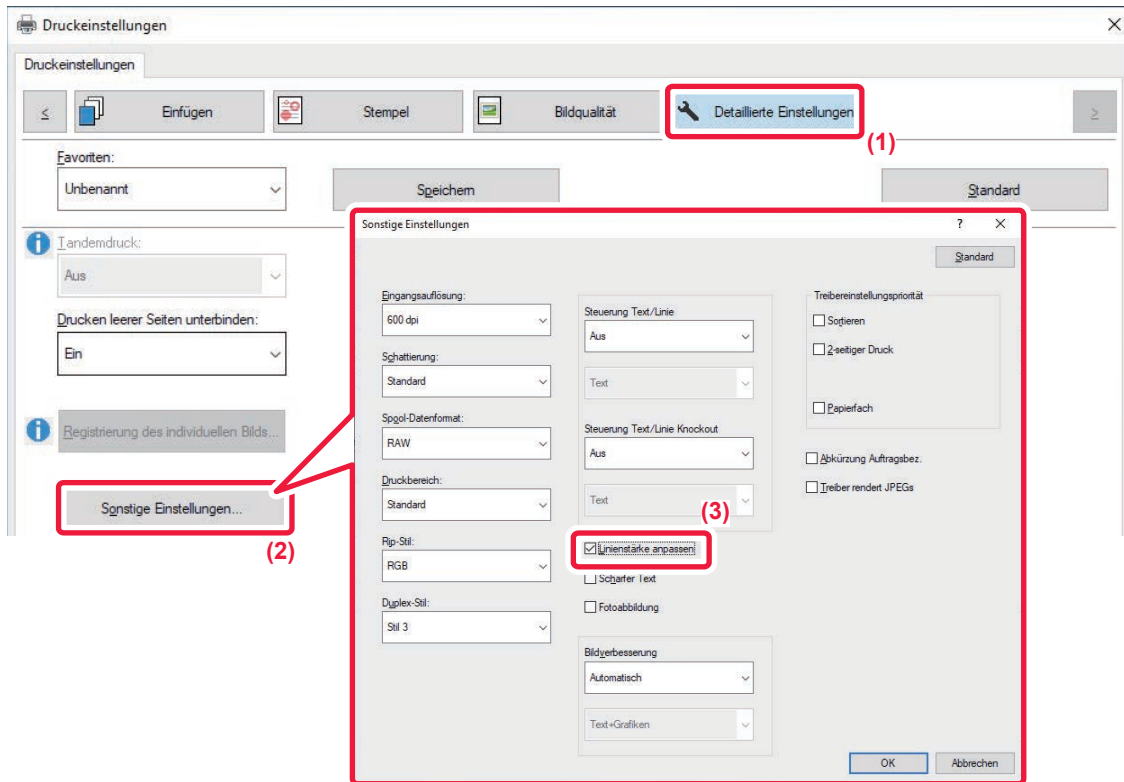 Druckeinstellungen
Druckeinstellungen
<
Einfügen
Stempel
Bildqualität
Detaillierte Einstellungen
>
(1)
Favoriten:
Unbenannt
Speichern
Standard
Tandemdruck:
Aus
Drucken leerer Seiten unterbinden:
Ein
Registrierung des individuellen Bilds...
Sonstige Einstellungen...
(2)
Sonstige Einstellungen
?
Standard
Eingangsauflösung:
600 dpi
Schattierung:
Standard
Spool-Datenformat:
RAW
Druckbereich:
Standard
Rip-Stil:
RGB
Duplex-Stil:
Stil 3
Steuerung Text/Linie
Aus
Text
Steuerung Text/Linie Knockout
Aus
Text
(3)
Linienstärke anpassen
Scharfer Text
Fotoabbildung
Bildverbesserung
Automatisch
Text+Grafiken
Treibereinstellungspriorität
Sortieren
2-seitiger Druck
Papierfach
Abkürzung Auftragsbez.
Treiber rendert JPEGs
OK
Abbrechen